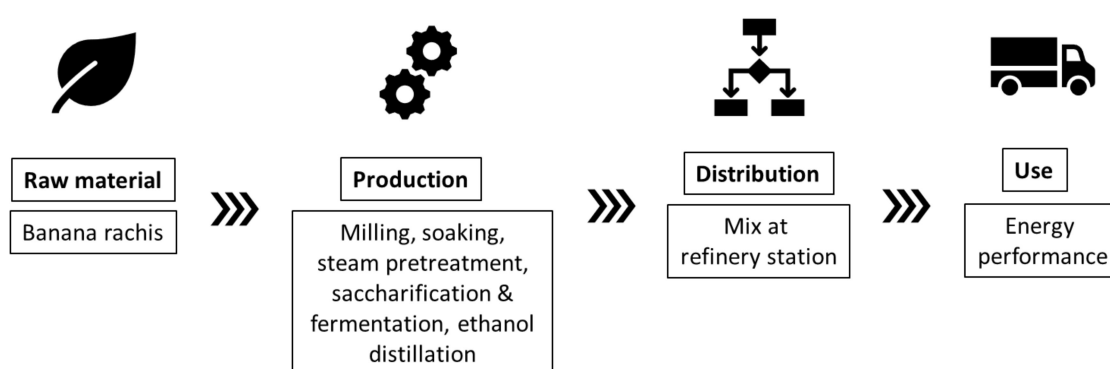 Raw material
Banana rachis
Production
Milling, soaking,
steam pretreatment,
saccharification &
fermentation, ethanol
distillation
Distribution
Mix at
refinery station
Use
Energy
performance